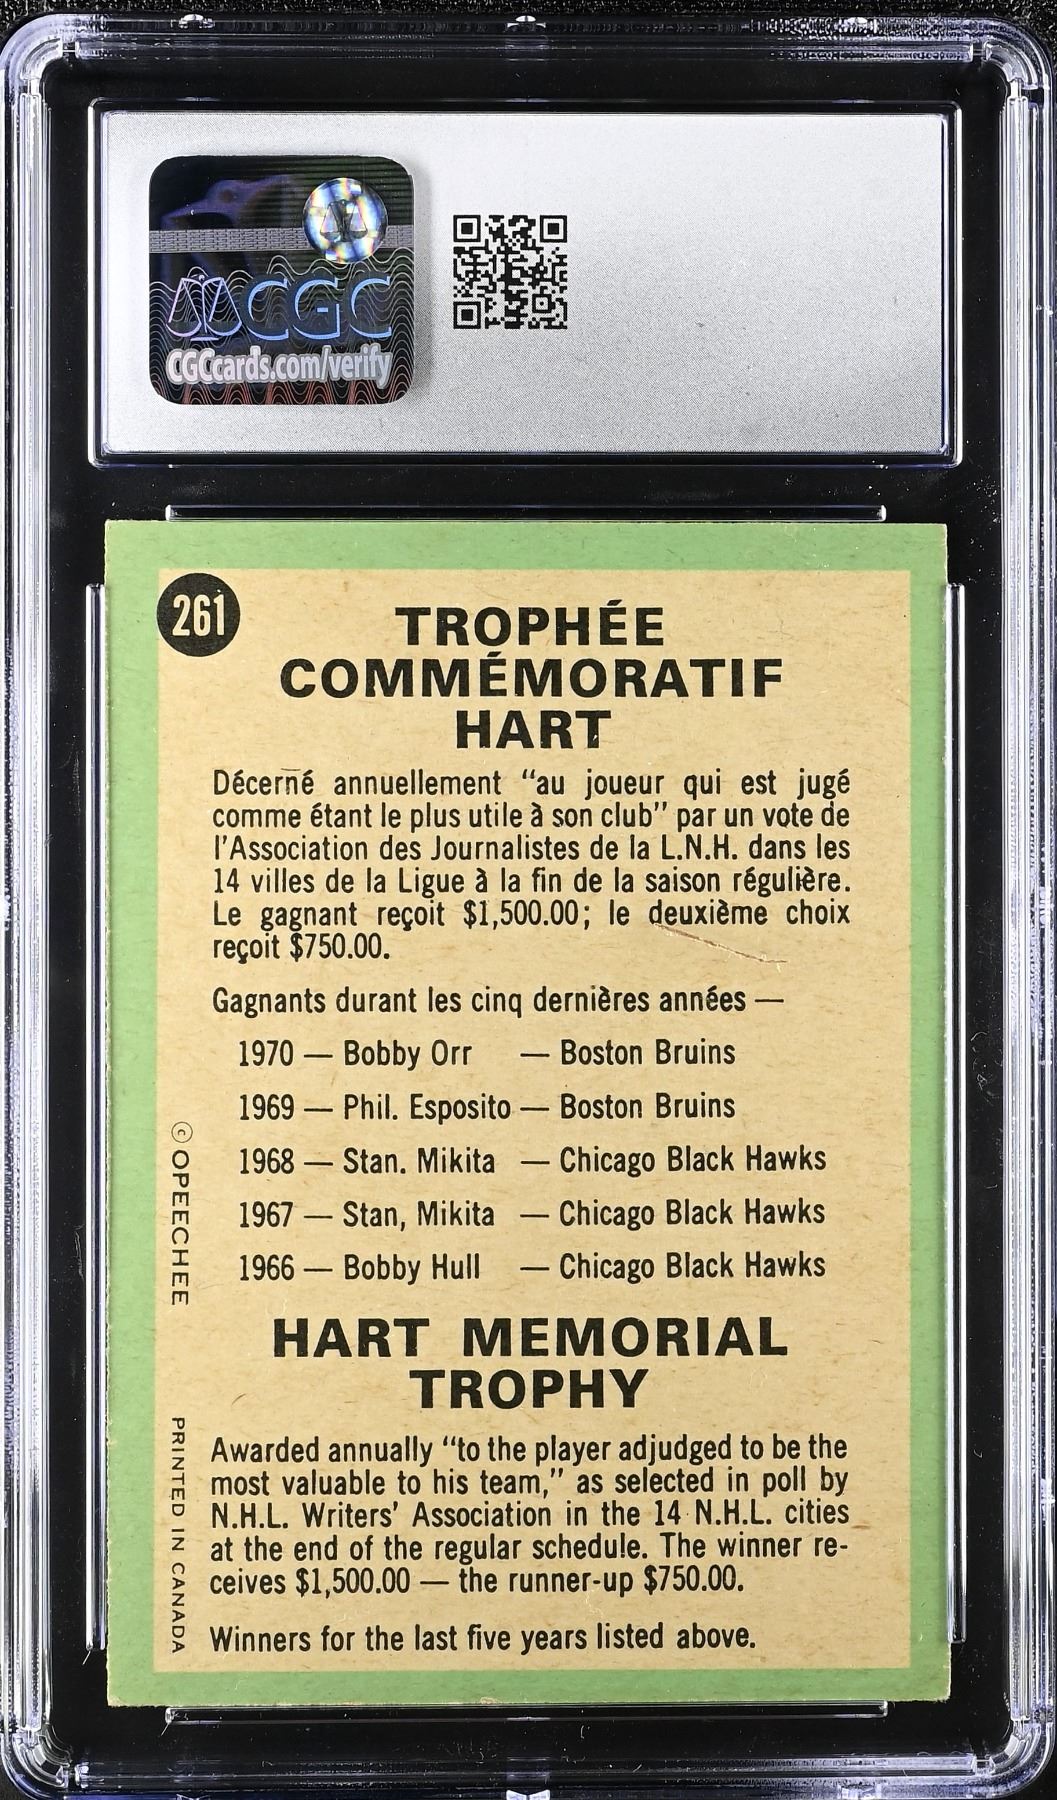 CGC
CGCcards.com/verify
261
TROPHÉE
COMMÉMORATIF
HART
Décerné annuellement “au joueur qui est jugé
comme étant le plus utile à son club” par un vote de
l’Association des Journalistes de la L.N.H. dans les
14 villes de la Ligue à la fin de la saison régulière.
Le gagnant reçoit $1,500.00; le deuxième choix
reçoit $750.00.
Gagnants durant les cinq dernières années —
1970 — Bobby Orr — Boston Bruins
1969 — Phil. Esposito — Boston Bruins
1968 — Stan. Mikita — Chicago Black Hawks
1967 — Stan, Mikita — Chicago Black Hawks
1966 — Bobby Hull — Chicago Black Hawks
HART MEMORIAL
TROPHY
Awarded annually “to the player adjudged to be the
most valuable to his team,” as selected in poll by
N.H.L. Writers’ Association in the 14 N.H.L. cities
at the end of the regular schedule. The winner re-
ceives $1,500.00 — the runner-up $750.00.
Winners for the last five years listed above.
© OPEECHEE
PRINTED IN CANADA